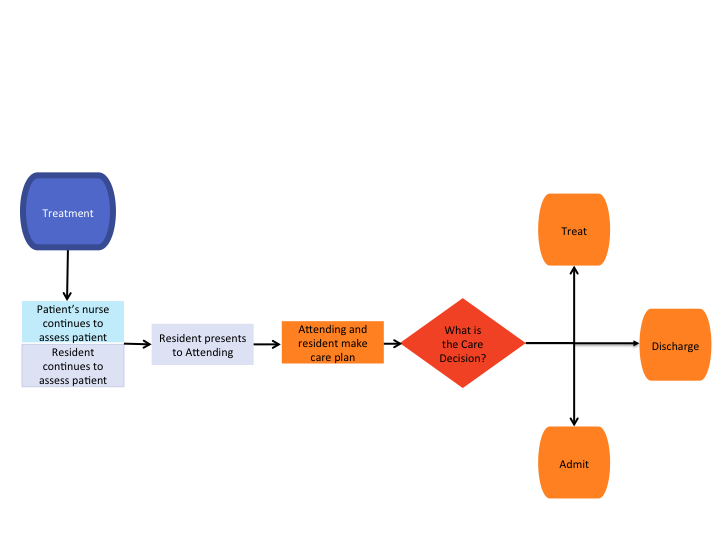 Treatment
Patient's nurse
continues to
assess patient
Resident
continues to
assess patient
Resident presents
to Attending
Attending and
resident make
care plan
What is
the Care
Decision?
Treat
Discharge
Admit